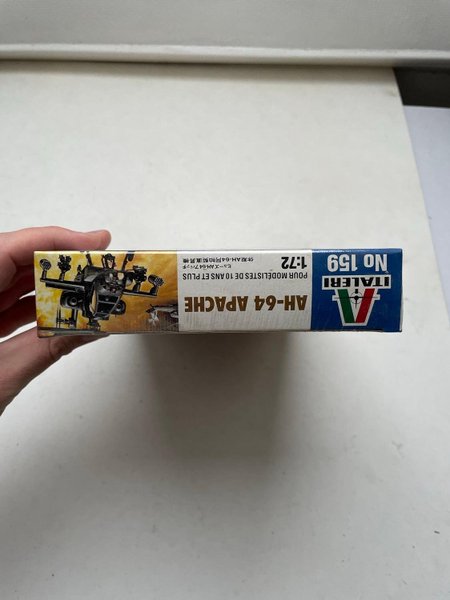 ITALERI
No 159
AH-64 APACHE
POUR MODELISTES DE 10 ANS ET PLUS
1:72